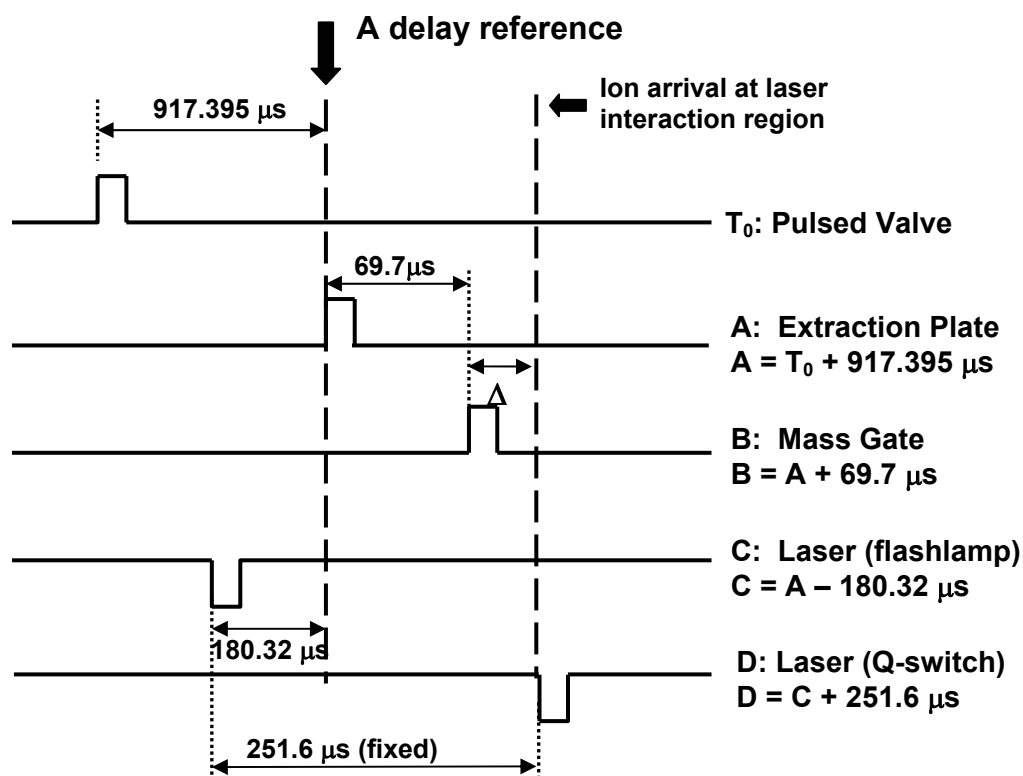 A delay reference
917.395 μs
Ion arrival at laser
interaction region
T₀: Pulsed Valve
69.7μs
A: Extraction Plate
A = T₀ + 917.395 μs
Δ
B: Mass Gate
B = A + 69.7 μs
C: Laser (flashlamp)
C = A – 180.32 μs
180.32 μs
D: Laser (Q-switch)
D = C + 251.6 μs
251.6 μs (fixed)